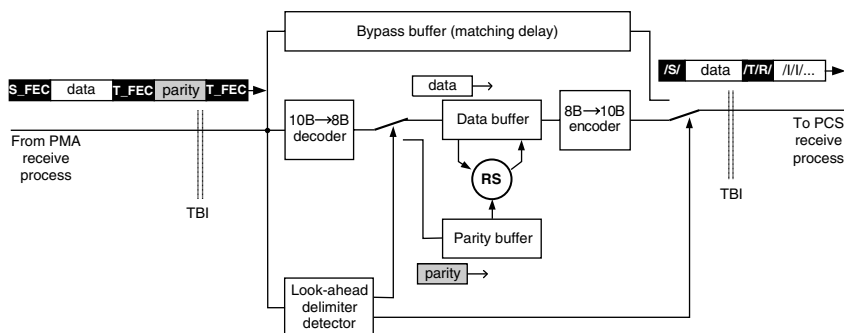 Bypass buffer (matching delay)
S_FEC data T_FEC parity T_FEC
/S/ data /T/R/ /I/I/...
data
10B→8B
decoder
Data buffer
8B→10B
encoder
From PMA
receive
process
To PCS
receive
process
RS
TBI
TBI
Parity buffer
parity
Look-ahead
delimiter
detector